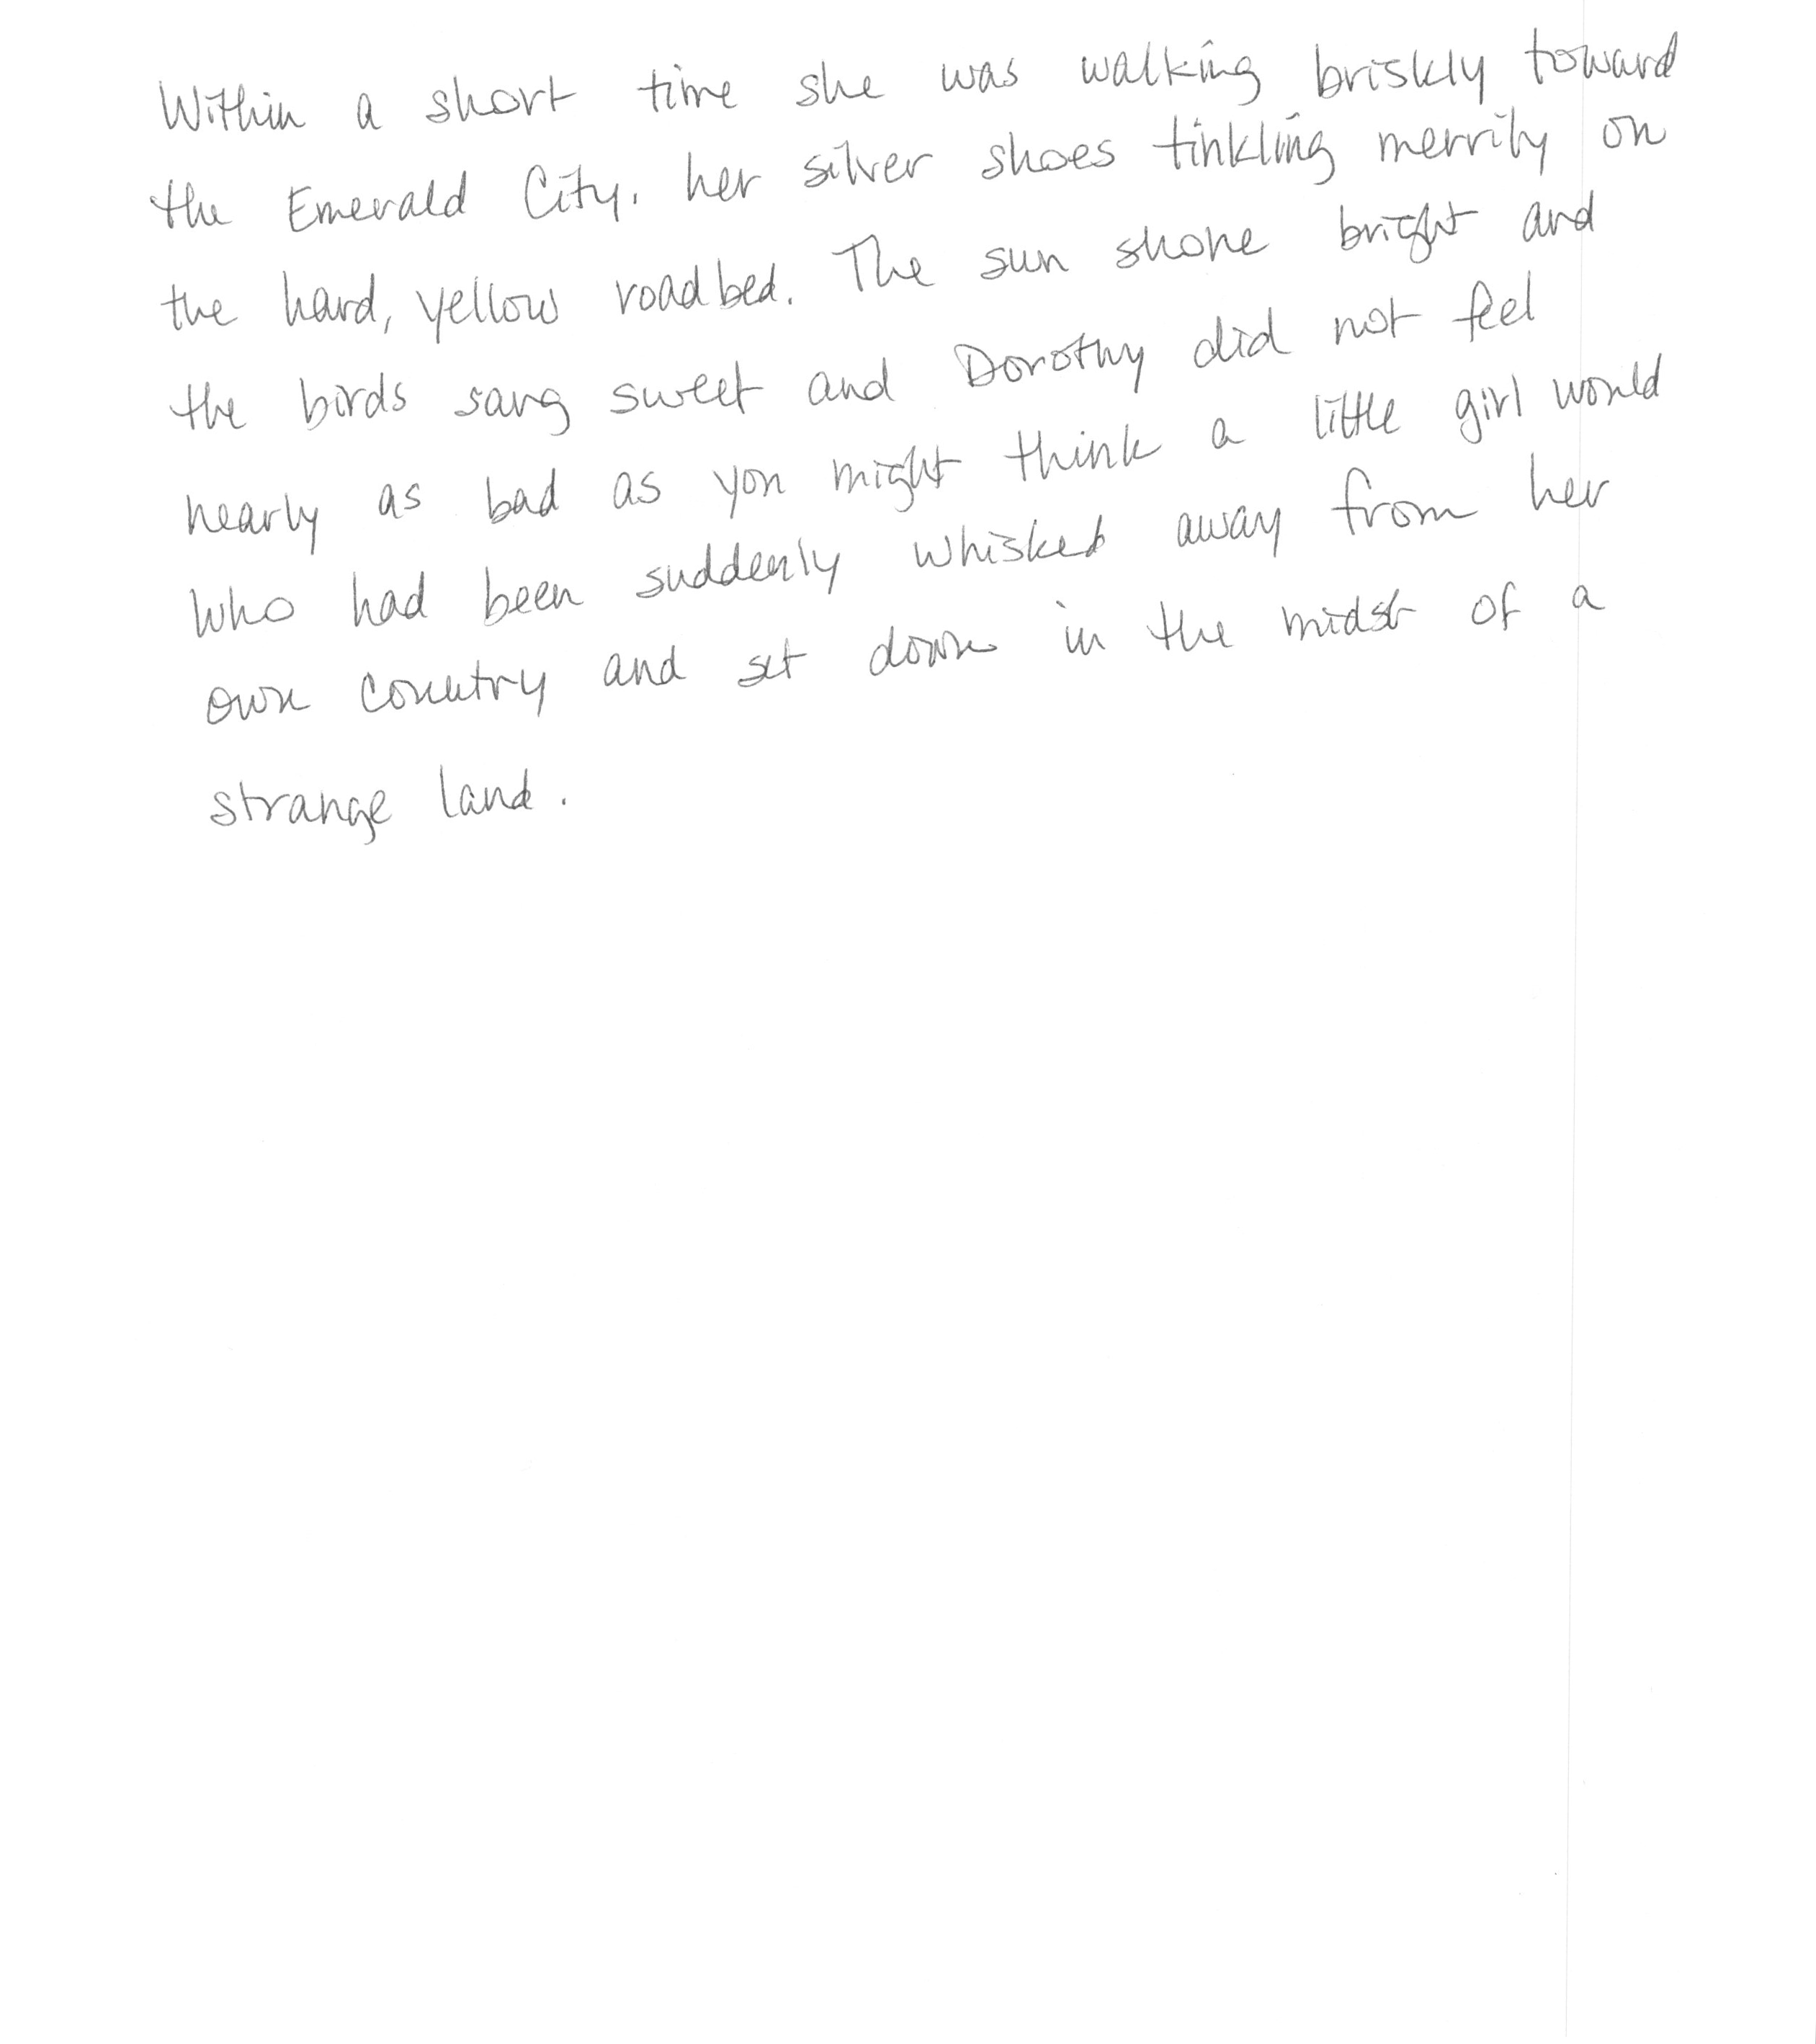 Within a short time she was walking briskly toward
the Emerald City, her silver shoes tinkling merrily on
the hard, yellow roadbed. The sun shone bright and
the birds sang sweet and Dorothy did not feel
nearly as bad as you might think a little girl would
who had been suddenly whisked away from her
own country and set down in the midst of a
strange land.